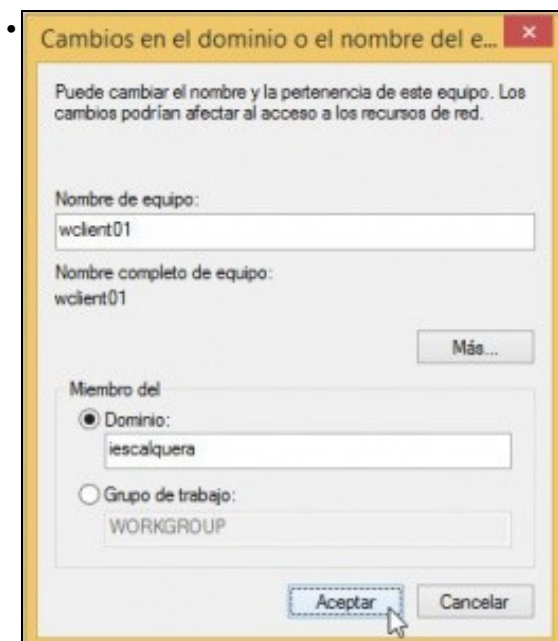 Cambios en el dominio o el nombre del e...
Puede cambiar el nombre y la pertenencia de este equipo. Los
cambios podrían afectar al acceso a los recursos de red.
Nombre de equipo:
wclient01
Nombre completo de equipo:
wclient01
Más...
Miembro del
Dominio:
iescalquera
Grupo de trabajo:
WORKGROUP
Aceptar
Cancelar